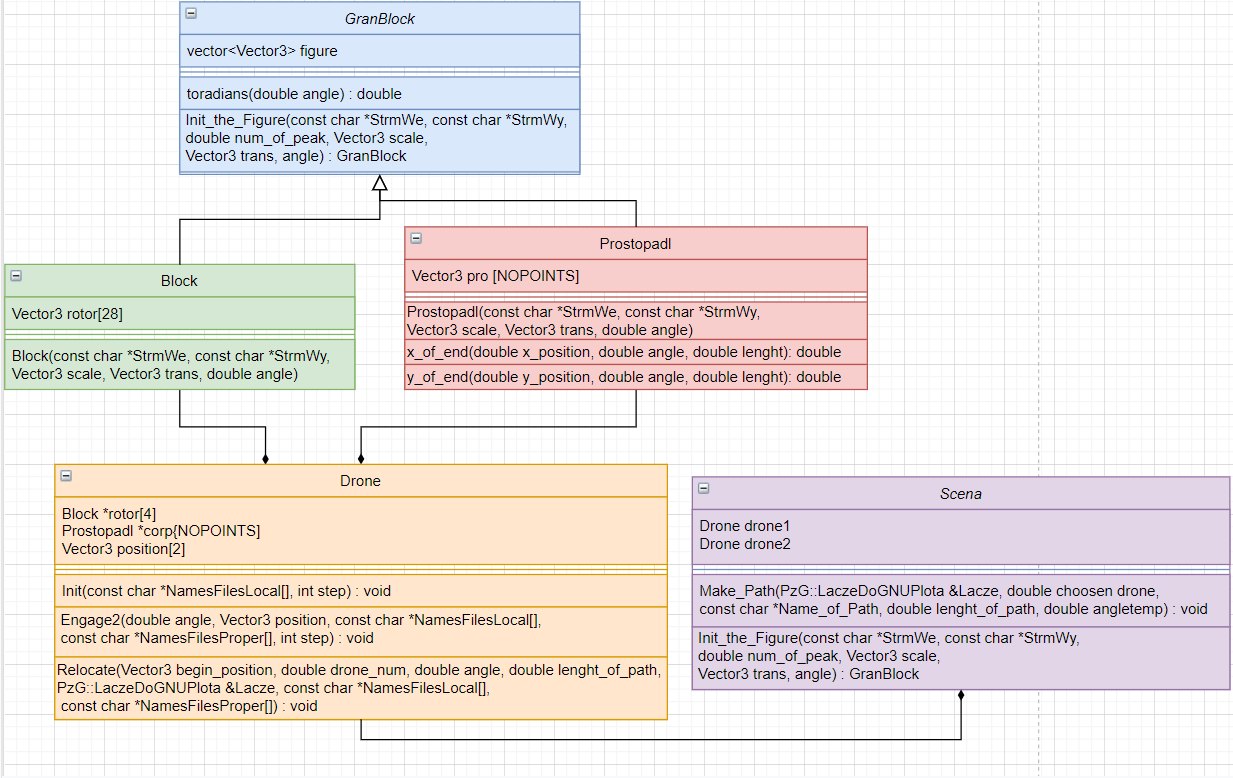 GranBlock
vector<Vector3> figure
toradians(double angle) : double
Init_the_Figure(const char *StrmWe, const char *StrmWy,
double num_of_peak, Vector3 scale,
Vector3 trans, angle) : GranBlock
Prostopadl
Vector3 pro [NOPOINTS]
Prostopadl(const char *StrmWe, const char *StrmWy,
Vector3 scale, Vector3 trans, double angle)
x_of_end(double x_position, double angle, double lenght): double
y_of_end(double y_position, double angle, double lenght): double
Block
Vector3 rotor[28]
Block(const char *StrmWe, const char *StrmWy,
Vector3 scale, Vector3 trans, double angle)
Drone
Block *rotor[4]
Prostopadl *corp{NOPOINTS]
Vector3 position[2]
Init(const char *NamesFilesLocal[], int step) : void
Engage2(double angle, Vector3 position, const char *NamesFilesLocal[],
const char *NamesFilesProper[], int step) : void
Relocate(Vector3 begin_position, double drone_num, double angle, double lenght_of_path,
PzG::LaczeDoGNUPlota &Lacze, const char *NamesFilesLocal[],
const char *NamesFilesProper[]) : void
Scena
Drone drone1
Drone drone2
Make_Path(PzG::LaczeDoGNUPlota &Lacze, double choosen drone,
const char *Name_of_Path, double lenght_of_path, double angletemp) : void
Init_the_Figure(const char *StrmWe, const char *StrmWy,
double num_of_peak, Vector3 scale,
Vector3 trans, angle) : GranBlock